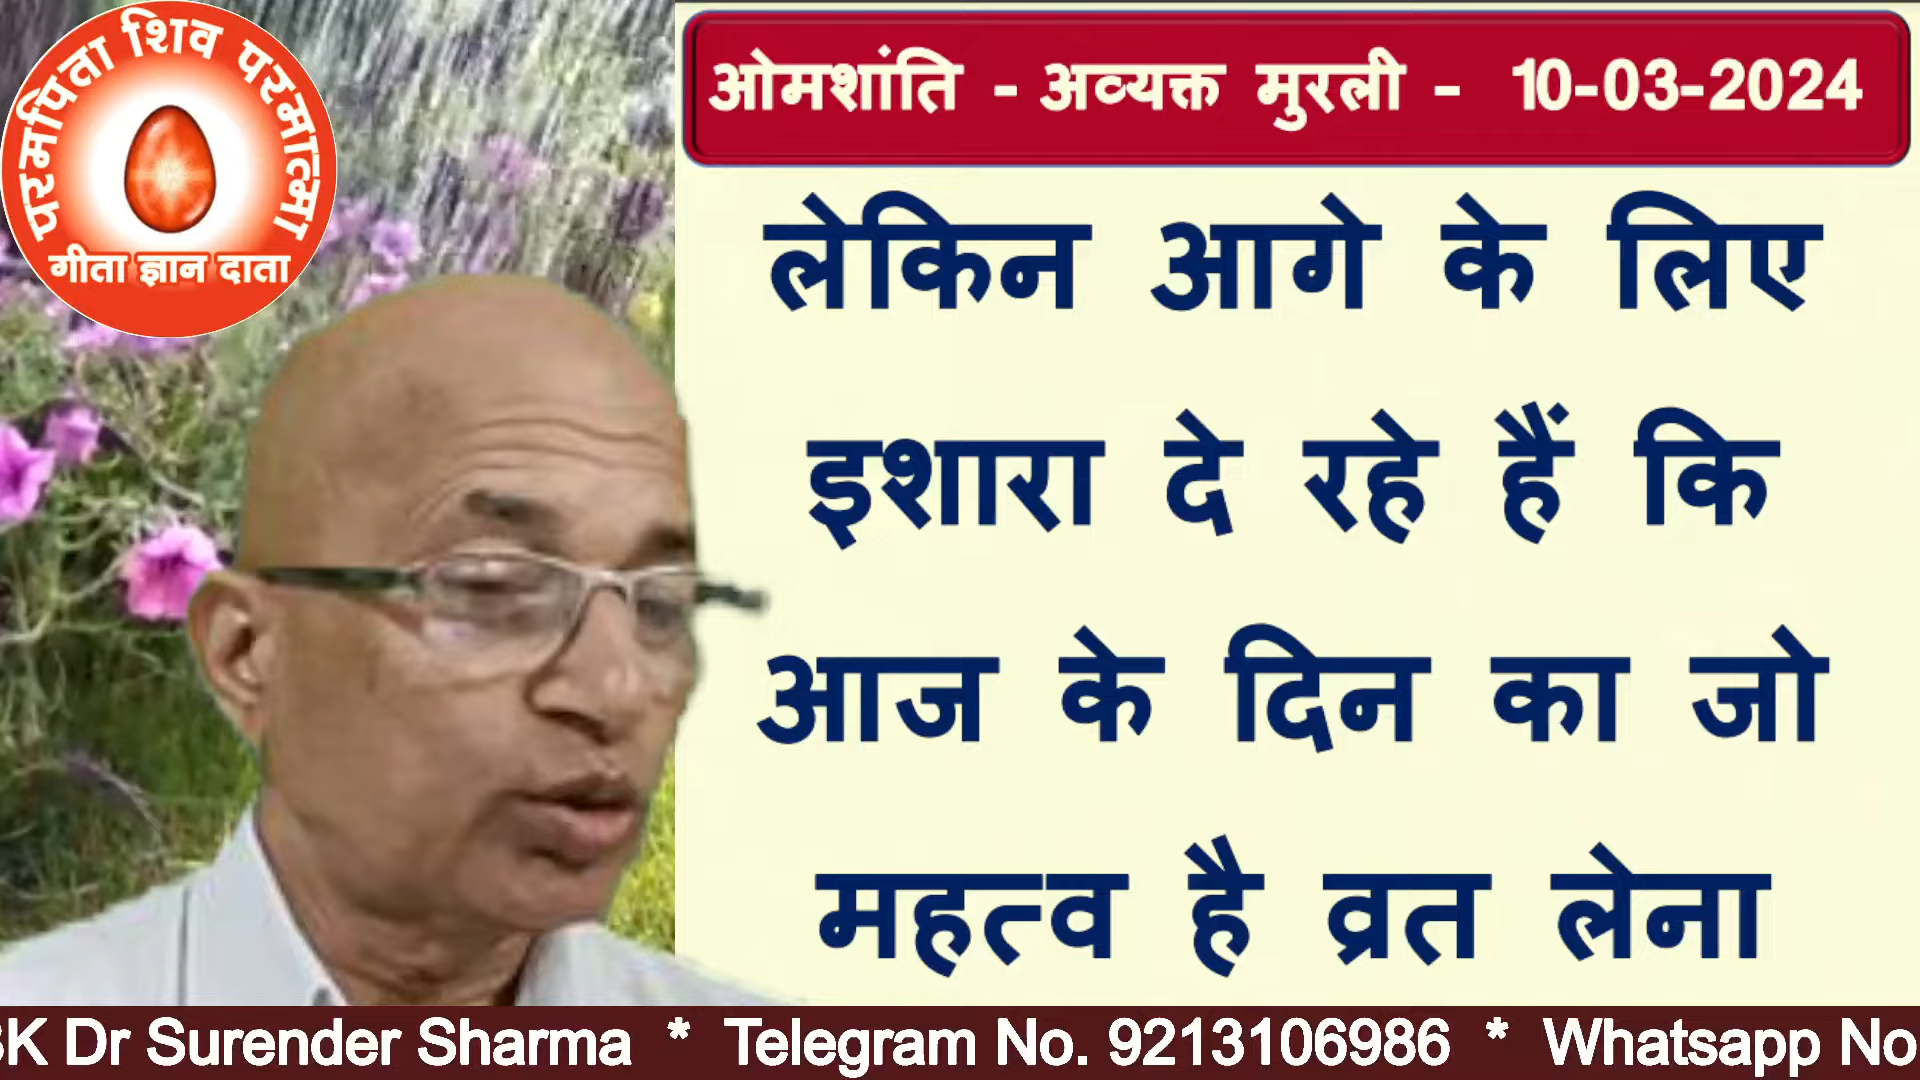 परमपिता शिव परमात्मा
गीता ज्ञान दाता
ओमशांति - अव्यक्त मुरली - 10-03-2024
लेकिन आगे के लिए
इशारा दे रहे हैं कि
आज के दिन का जो
महत्व है व्रत लेना
BK Dr Surender Sharma * Telegram No. 9213106986 * Whatsapp No